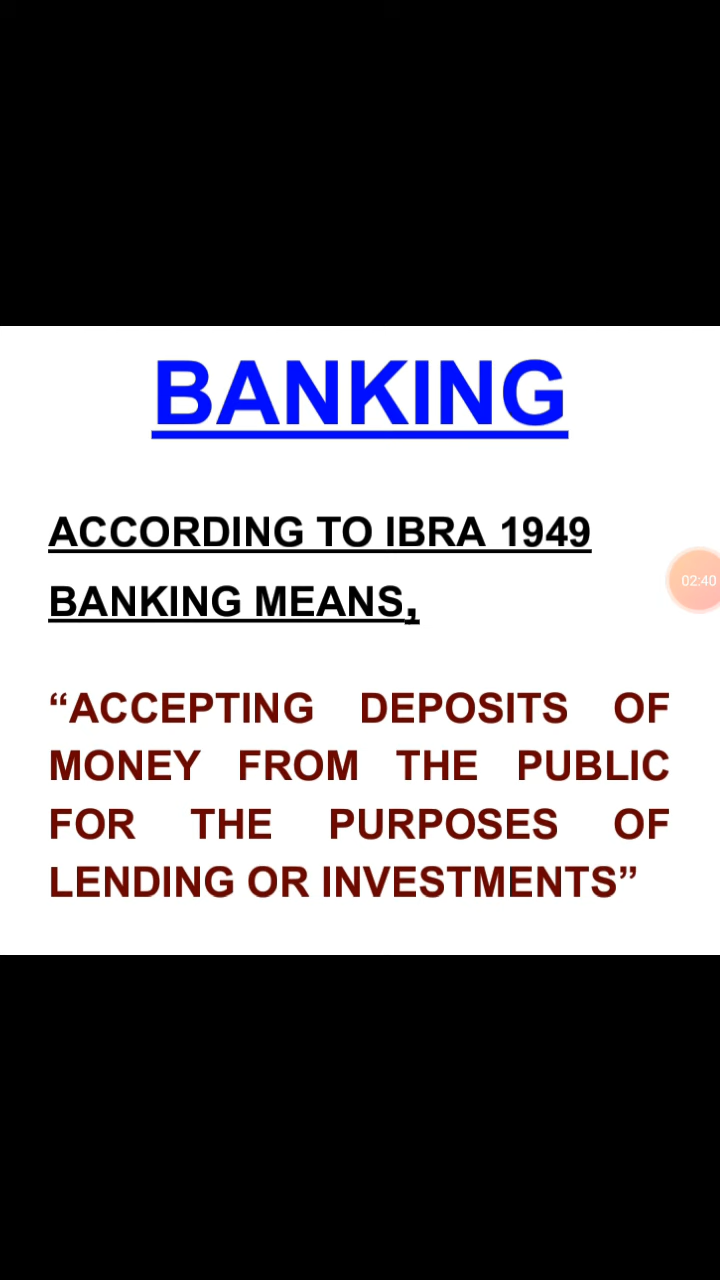 BANKING
ACCORDING TO IBRA 1949
BANKING MEANS,
02:40
“ACCEPTING DEPOSITS OF
MONEY FROM THE PUBLIC
FOR THE PURPOSES OF
LENDING OR INVESTMENTS”